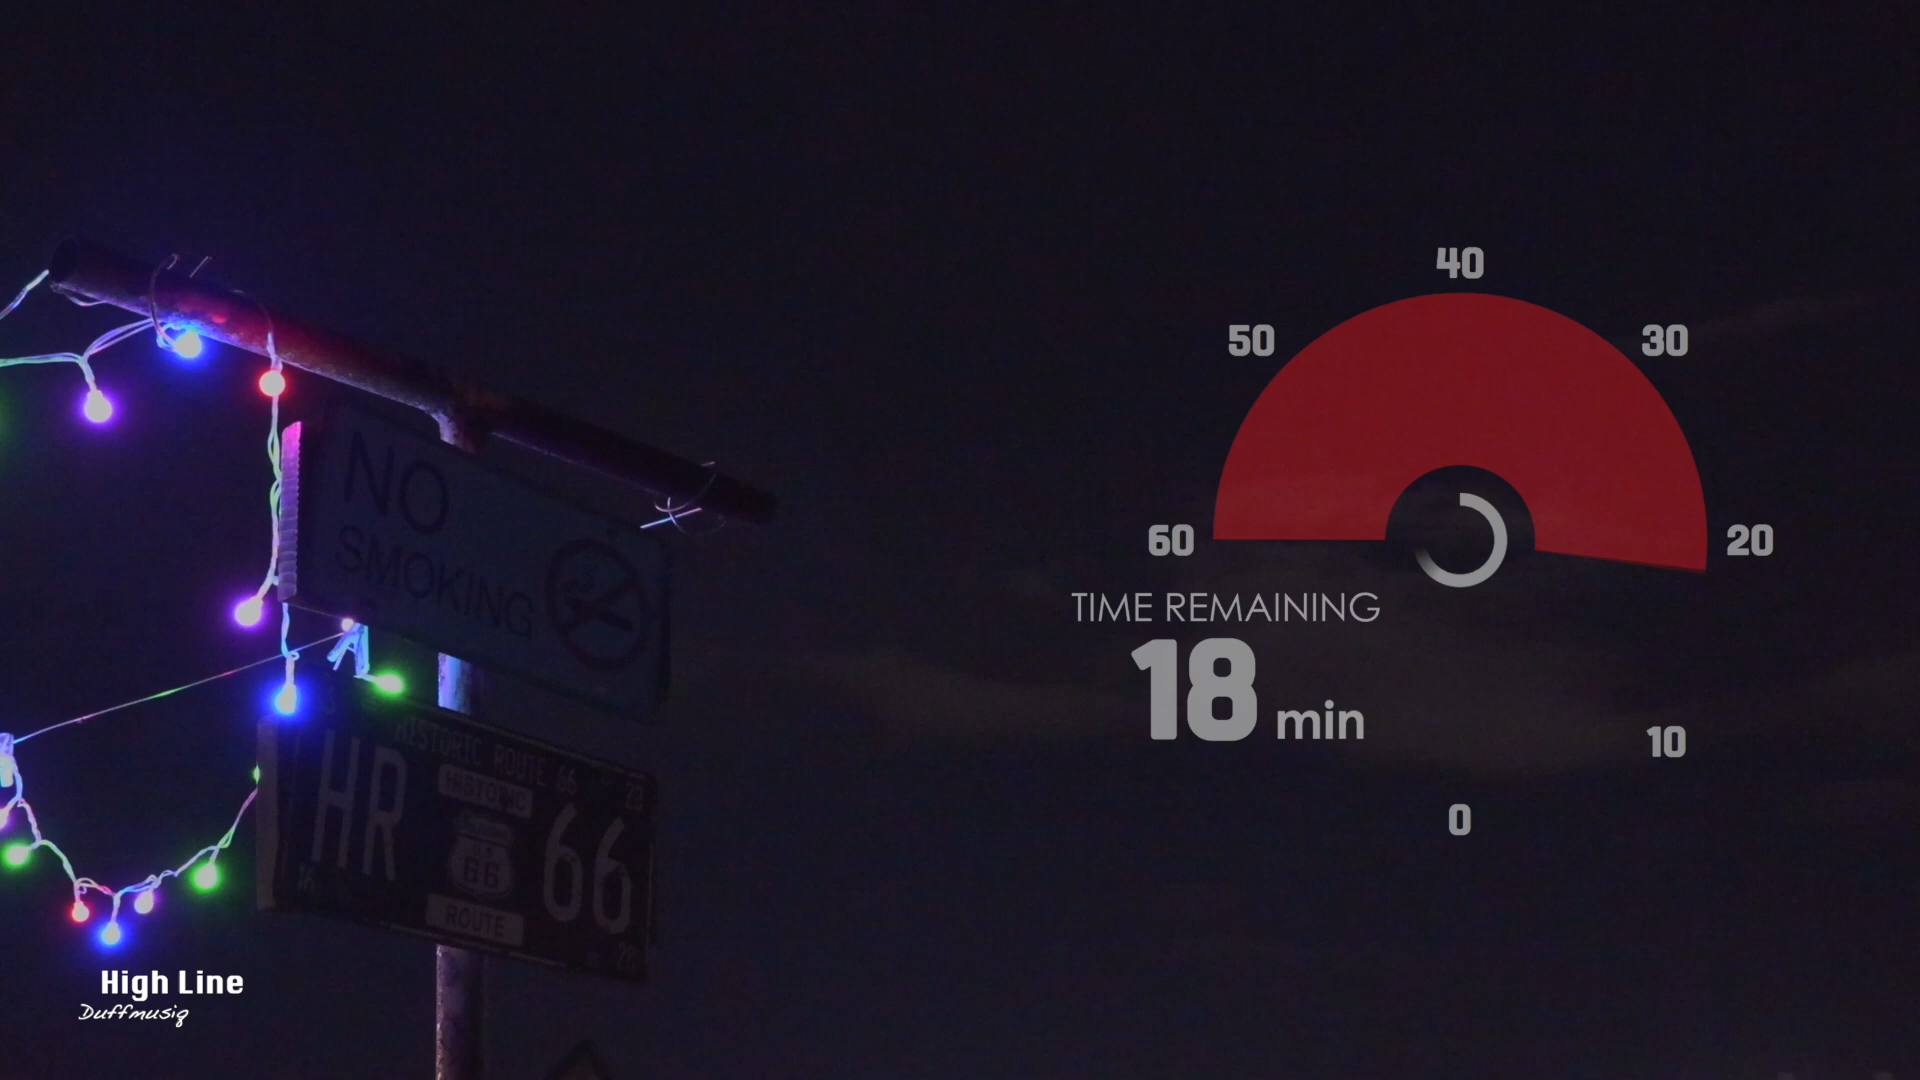 NO
SMOKING
HISTORIC ROUTE 66
HISTORIC
HR
66
US
66
ROUTE
40
50
30
60
20
TIME REMAINING
18 min
10
0
High Line
Duffmusiq